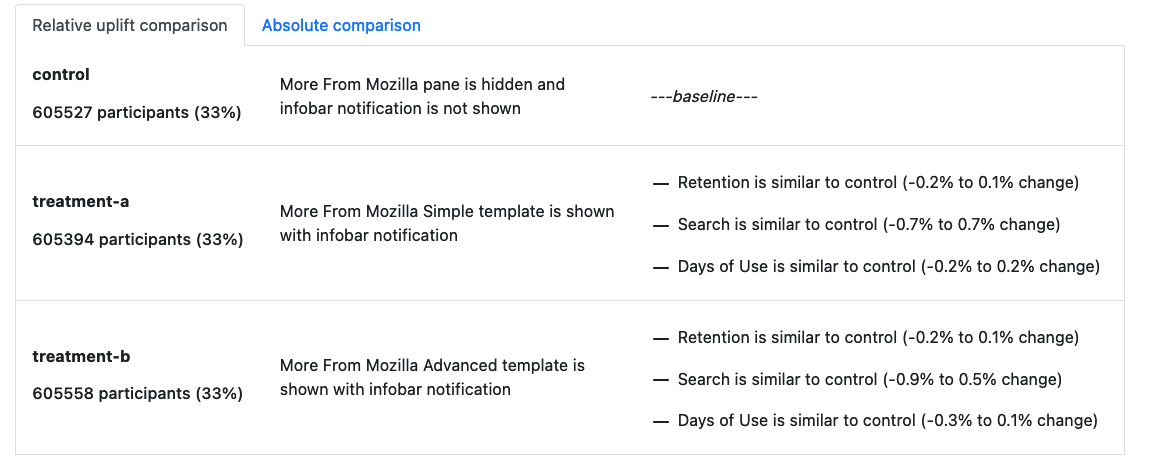 Relative uplift comparison
Absolute comparison
control
605527 participants (33%)
More From Mozilla pane is hidden and
infobar notification is not shown
---baseline---
treatment-a
605394 participants (33%)
More From Mozilla Simple template is shown
with infobar notification
— Retention is similar to control (-0.2% to 0.1% change)
— Search is similar to control (-0.7% to 0.7% change)
— Days of Use is similar to control (-0.2% to 0.2% change)
treatment-b
605558 participants (33%)
More From Mozilla Advanced template is
shown with infobar notification
— Retention is similar to control (-0.2% to 0.1% change)
— Search is similar to control (-0.9% to 0.5% change)
— Days of Use is similar to control (-0.3% to 0.1% change)